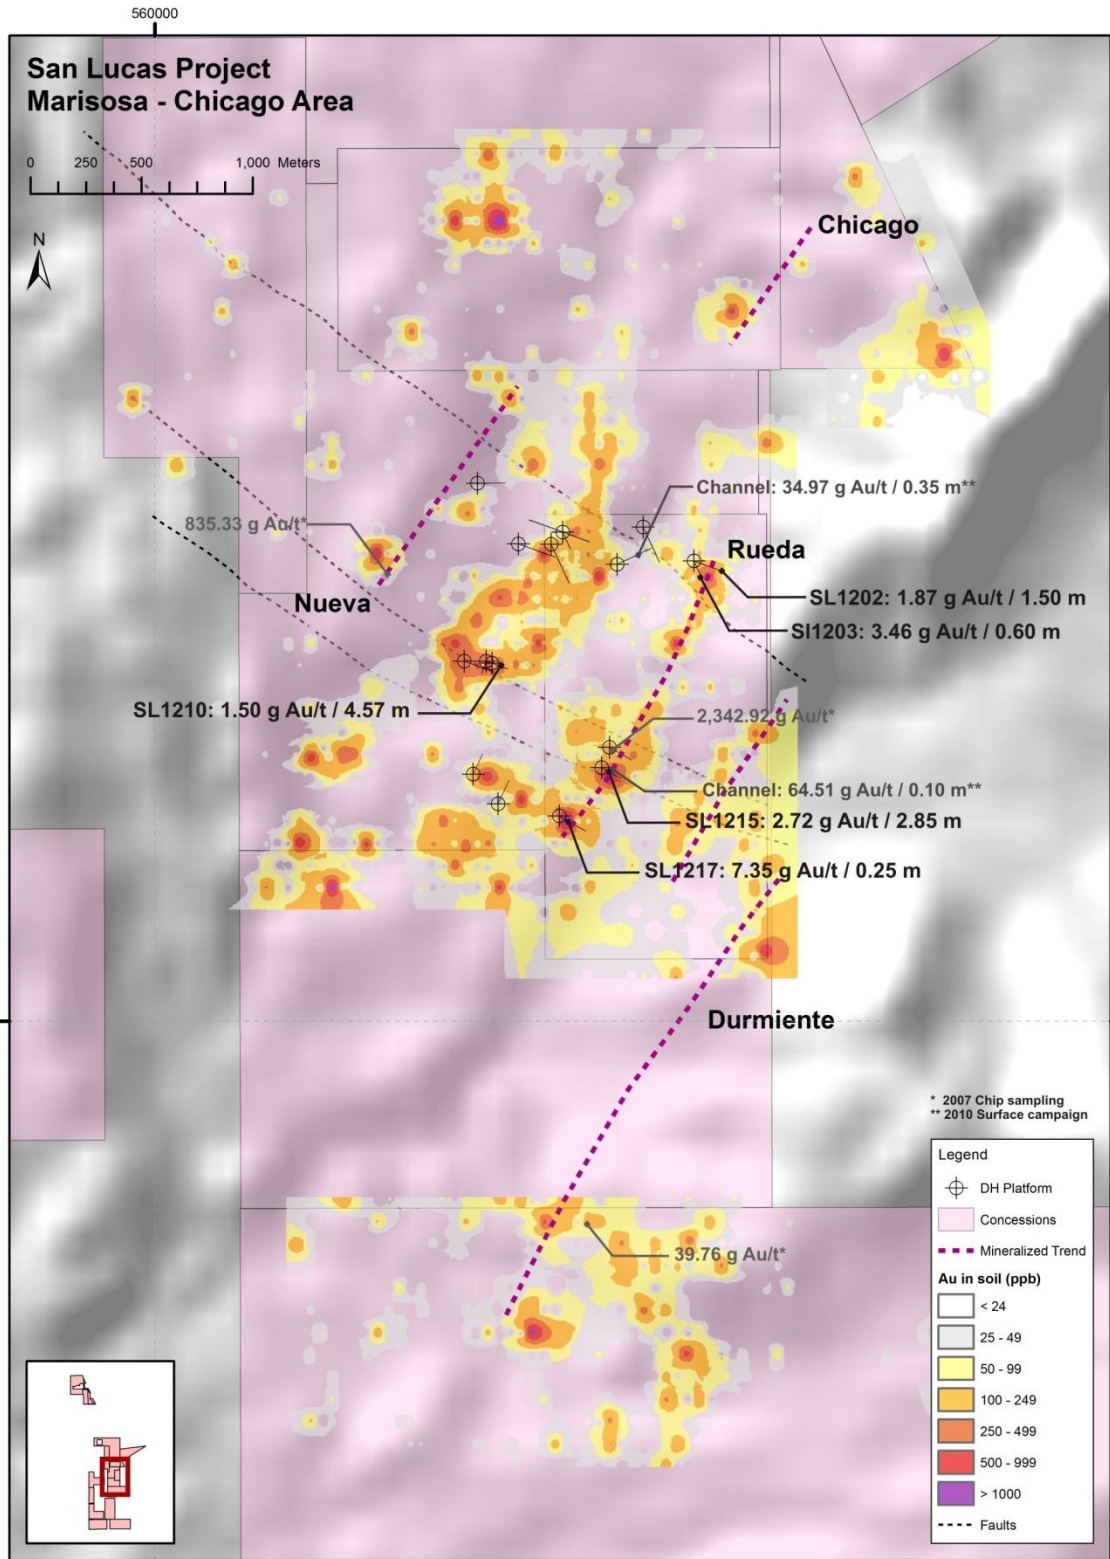 560000
San Lucas Project
Marisosa - Chicago Area
0 250 500 1,000 Meters
N
Chicago
Channel: 34.97 g Au/t / 0.35 m**
835.33 g Au/t*
Rueda
Nueva
SL1202: 1.87 g Au/t / 1.50 m
Sl1203: 3.46 g Au/t / 0.60 m
SL1210: 1.50 g Au/t / 4.57 m
2,342.92 g Au/t*
Channel: 64.51 g Au/t / 0.10 m**
SL1215: 2.72 g Au/t / 2.85 m
SL1217: 7.35 g Au/t / 0.25 m
Durmiente
* 2007 Chip sampling
** 2010 Surface campaign
39.76 g Au/t*
Legend
DH Platform
Concessions
Mineralized Trend
Au in soil (ppb)
< 24
25 - 49
50 - 99
100 - 249
250 - 499
500 - 999
> 1000
Faults